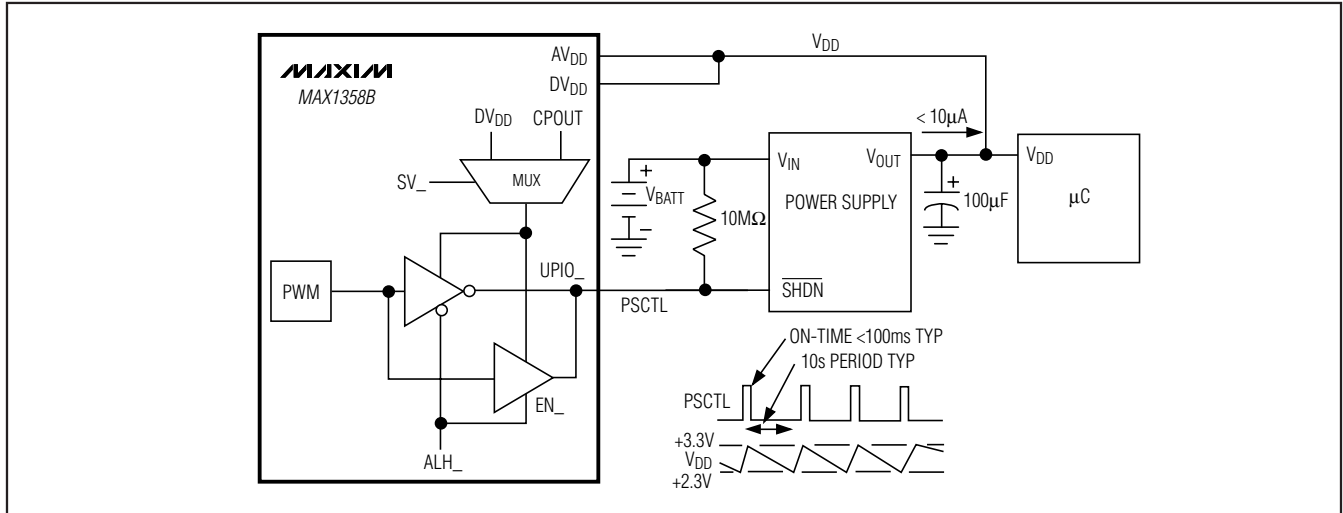 MAXIM
MAX1358B
AVDD
DVDD
VDD
DVDD CPOUT
SV_
MUX
PWM
UPIO_
EN_
ALH_
PSCTL
+
VBATT
−
10MΩ
VIN
VOUT
POWER SUPPLY
SHDN
< 10µA
+
100µF
VDD
µC
ON-TIME <100ms TYP
10s PERIOD TYP
PSCTL
+3.3V
VDD
+2.3V